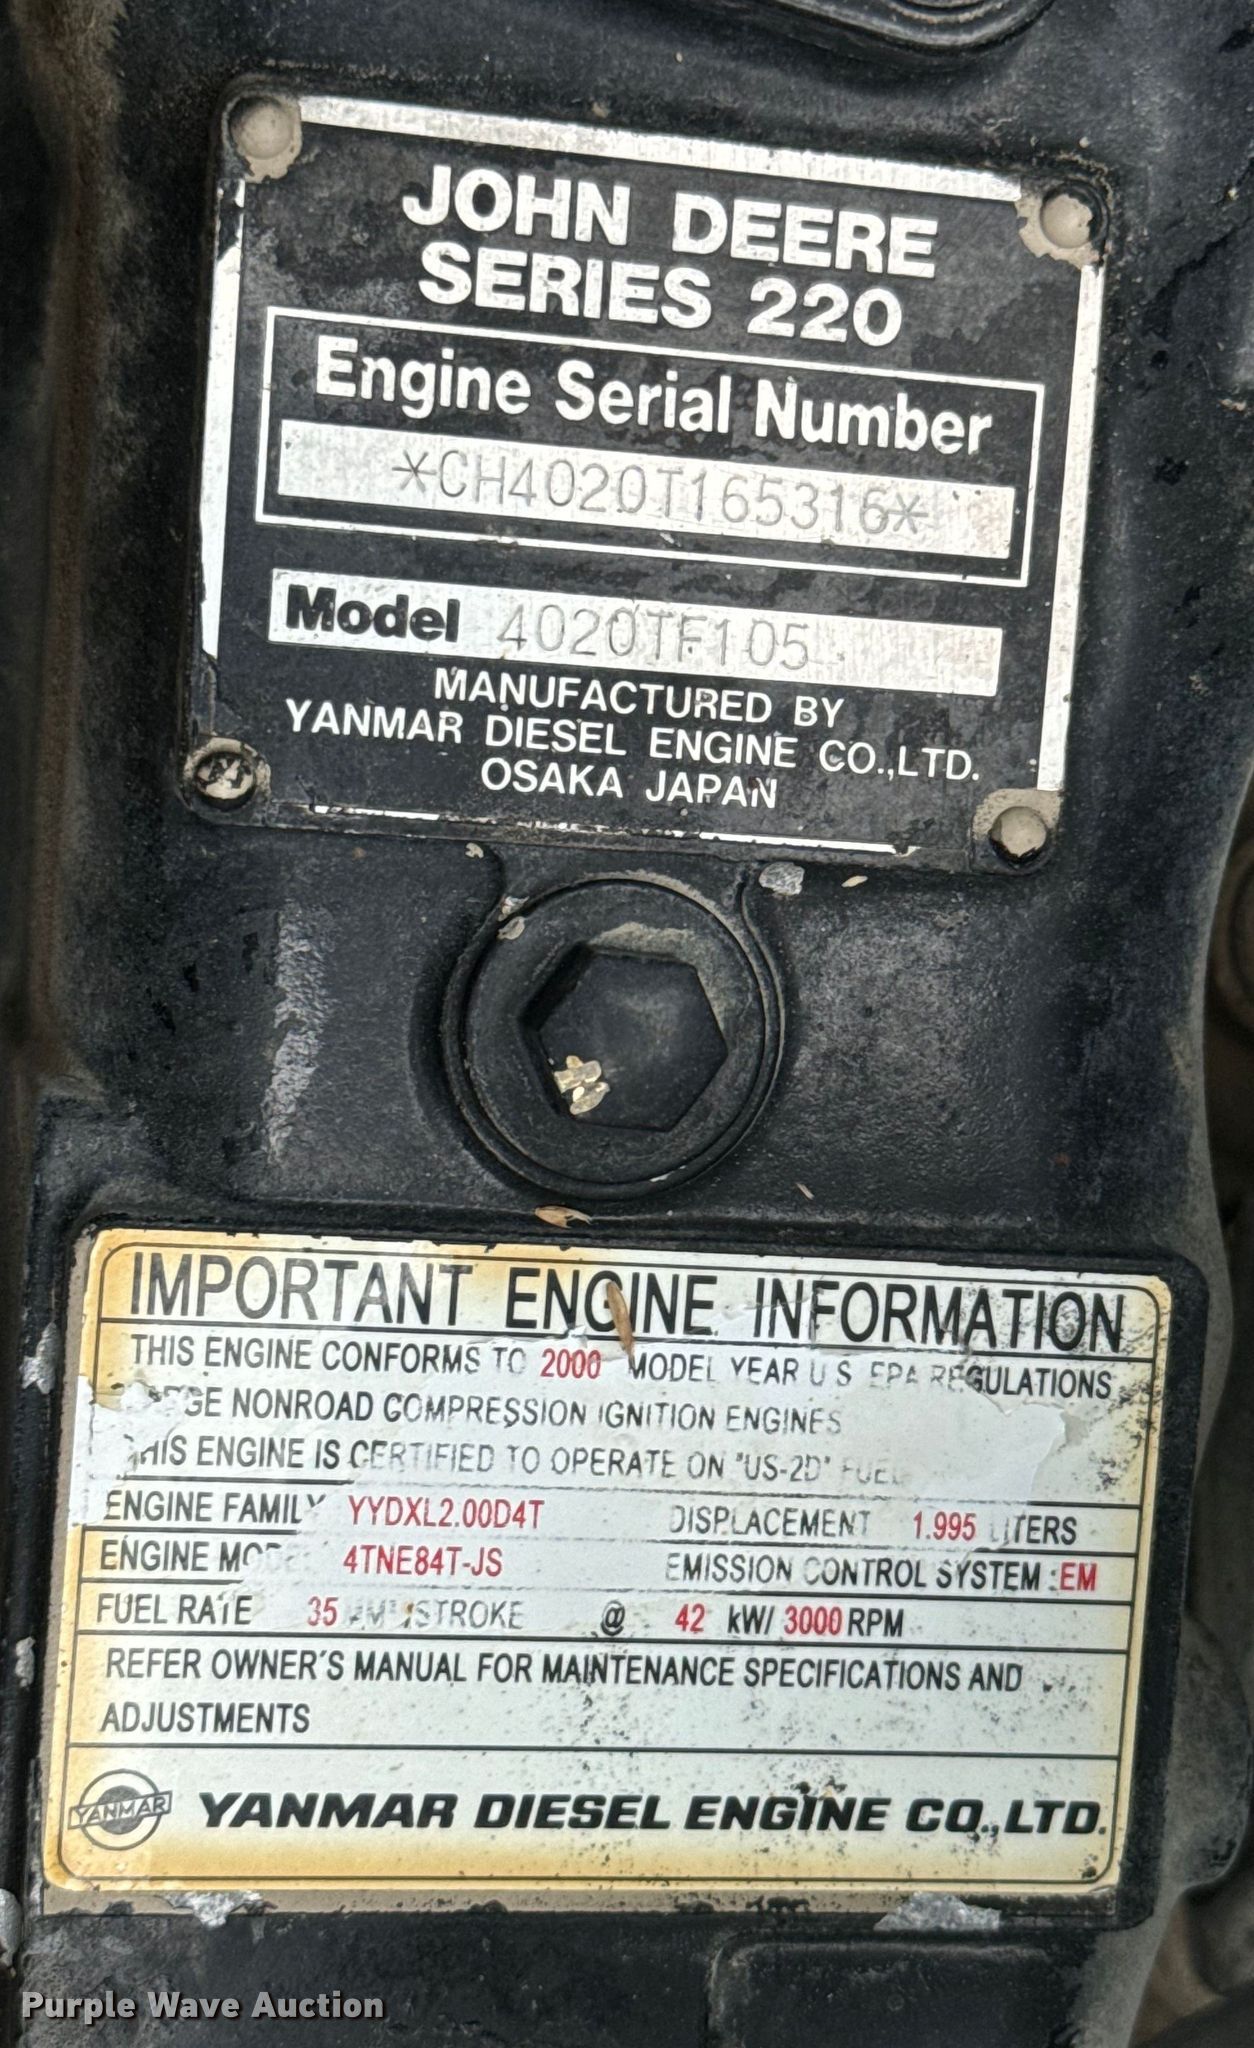 JOHN DEERE
SERIES 220
Engine Serial Number
*CH4020T165316*
Model 4020TF105
MANUFACTURED BY
YANMAR DIESEL ENGINE CO.,LTD.
OSAKA JAPAN
IMPORTANT ENGINE INFORMATION
THIS ENGINE CONFORMS TO 2000 MODEL YEAR U S EPA REGULATIONS
NONROAD COMPRESSION IGNITION ENGINES
THIS ENGINE IS CERTIFIED TO OPERATE ON "US-2D" FUEL
ENGINE FAMILY YYDXL2.00D4T DISPLACEMENT 1.995 LITERS
ENGINE MODEL 4TNE84T-JS EMISSION CONTROL SYSTEM :EM
FUEL RATE 35 /STROKE @ 42 kW/ 3000 RPM
REFER OWNER'S MANUAL FOR MAINTENANCE SPECIFICATIONS AND
ADJUSTMENTS
YANMAR YANMAR DIESEL ENGINE CO.,LTD.
Purple Wave Auction